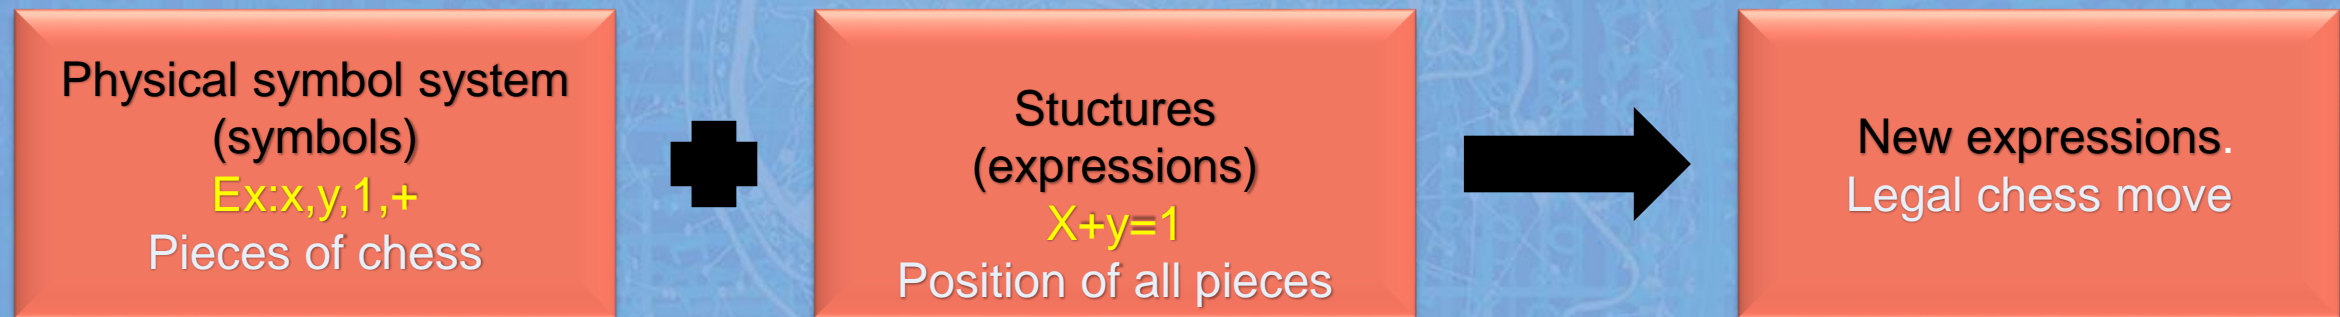 Physical symbol system
(symbols)
Ex:x,y,1,+
Pieces of chess
Stuctures
(expressions)
X+y=1
Position of all pieces
New expressions.
Legal chess move